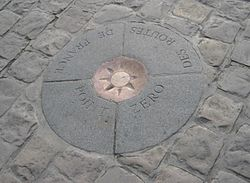 POINT ZERO
DES ROUTES
DE FRANCE